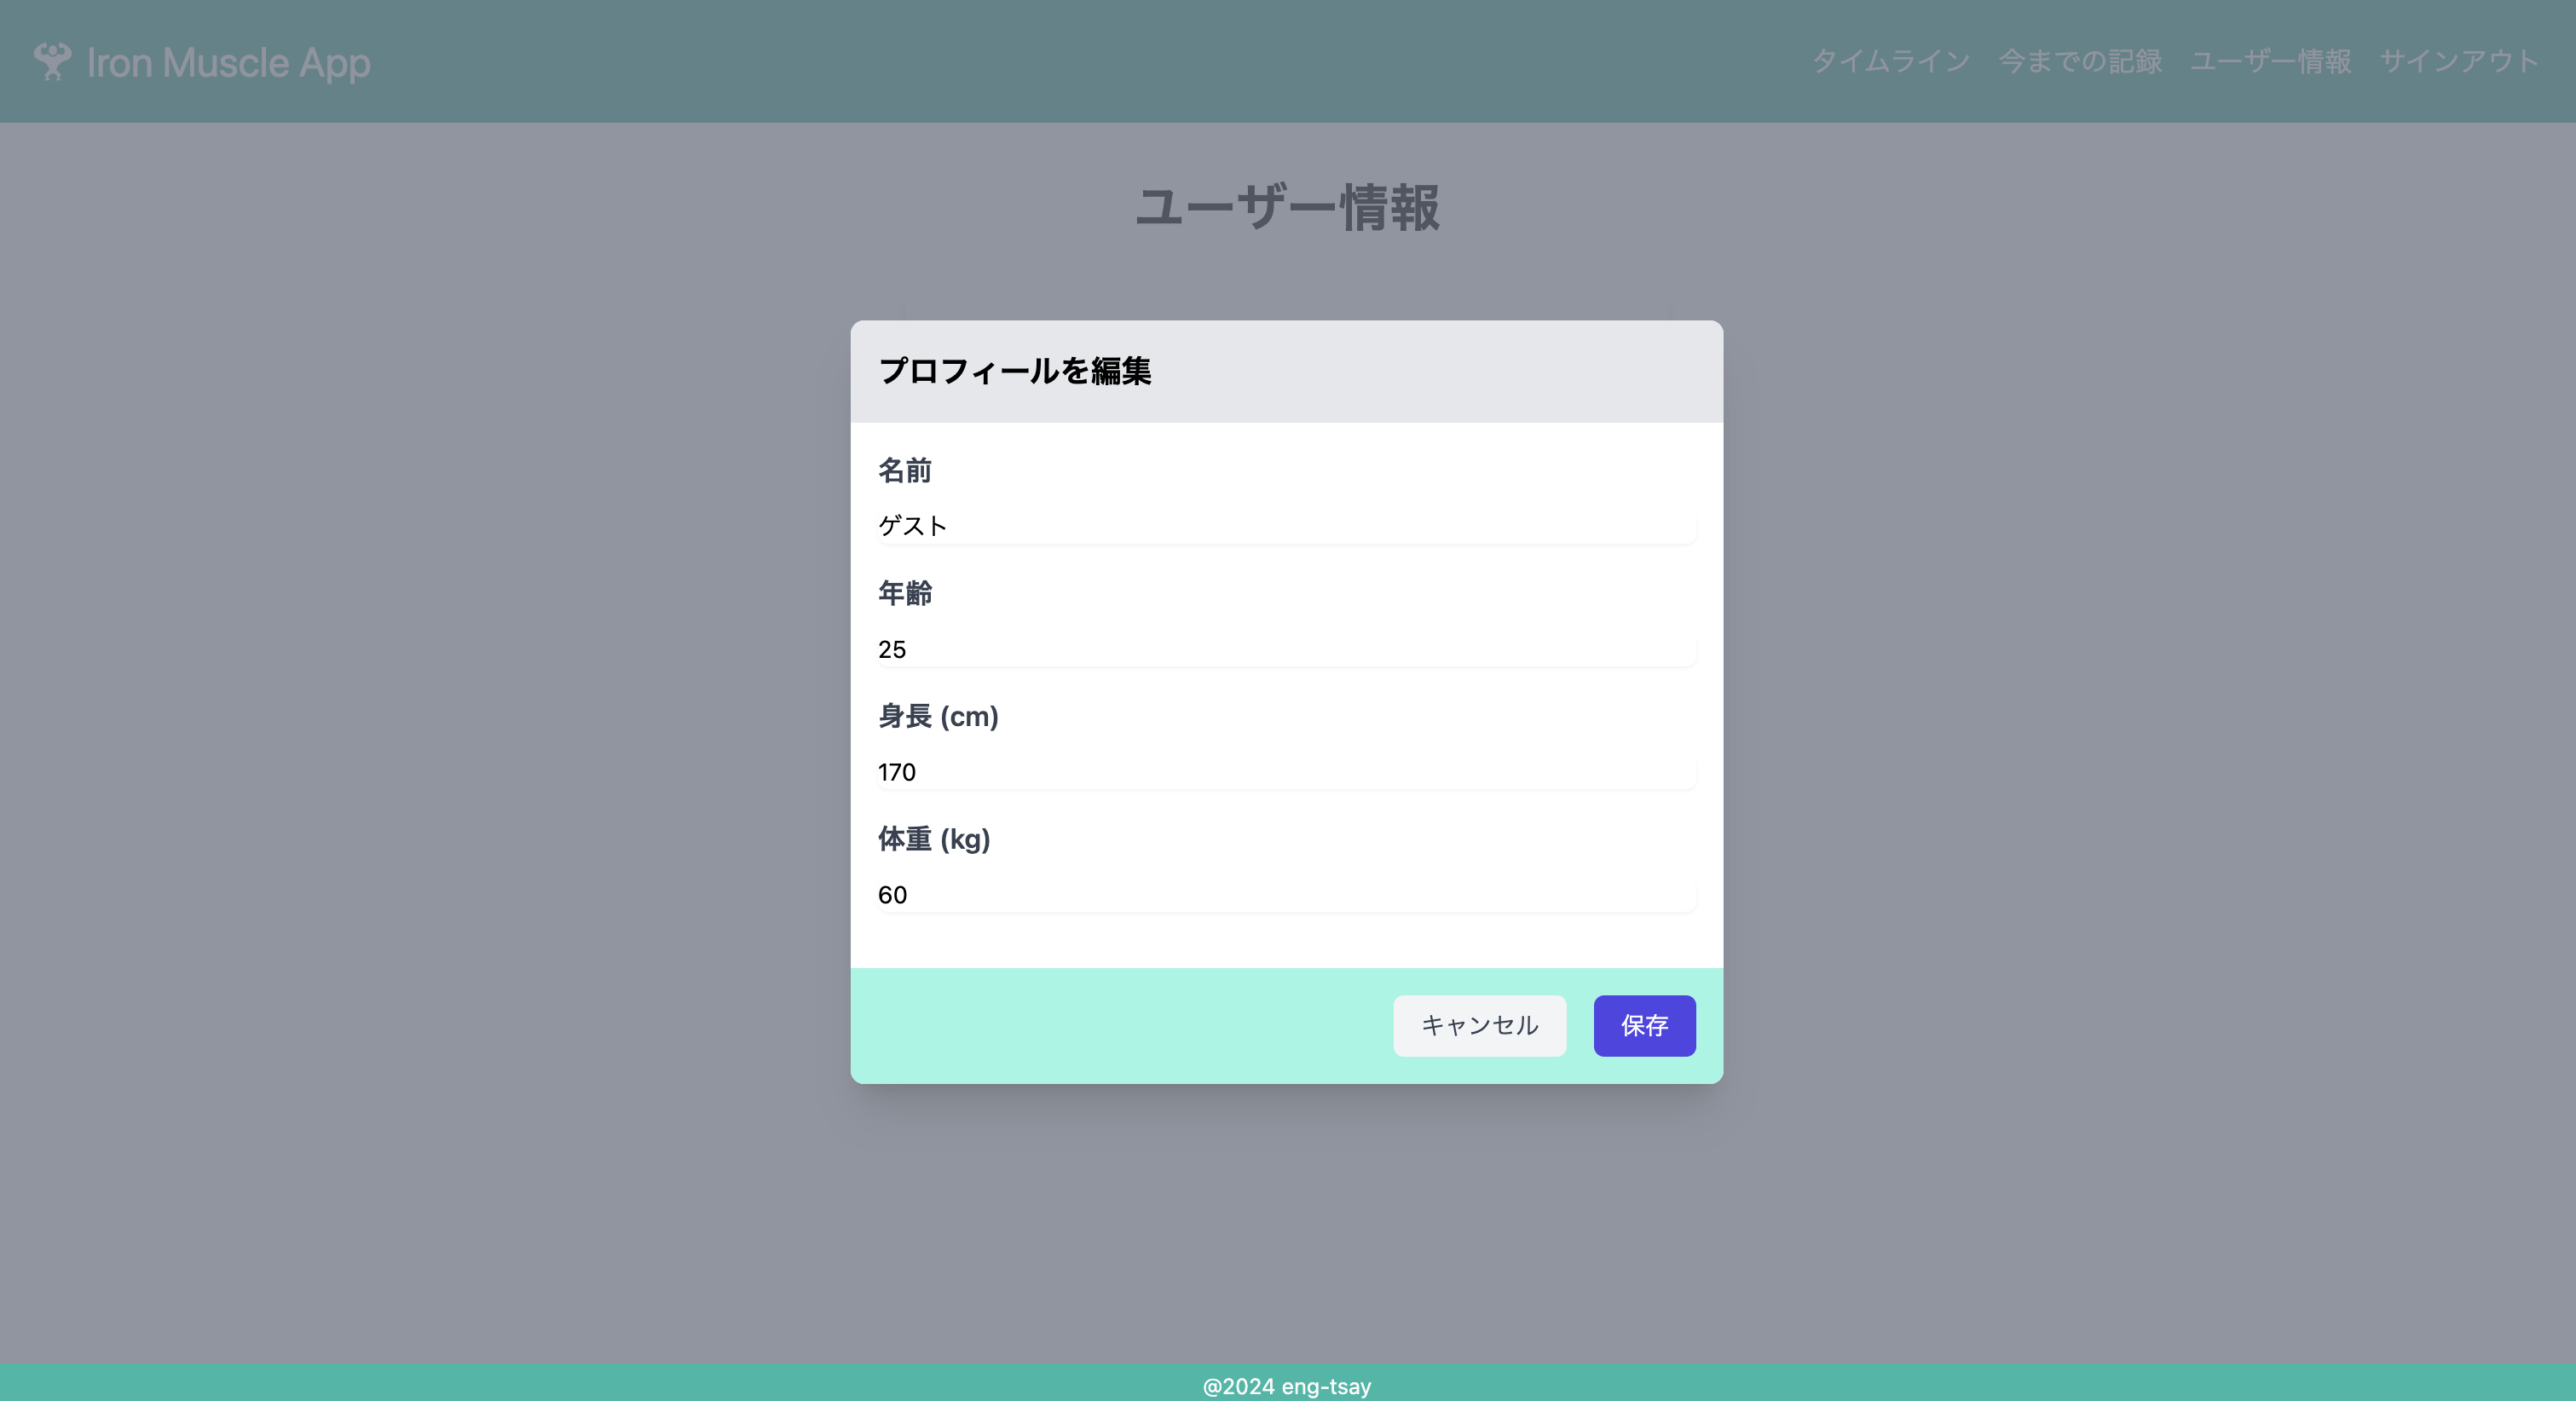 Iron Muscle App
タイムライン 今までの記録 ユーザー情報 サインアウト
ユーザー情報
プロフィールを編集
名前
ゲスト
年齢
25
身長 (cm)
170
体重 (kg)
60
キャンセル 保存
@2024 eng-tsay